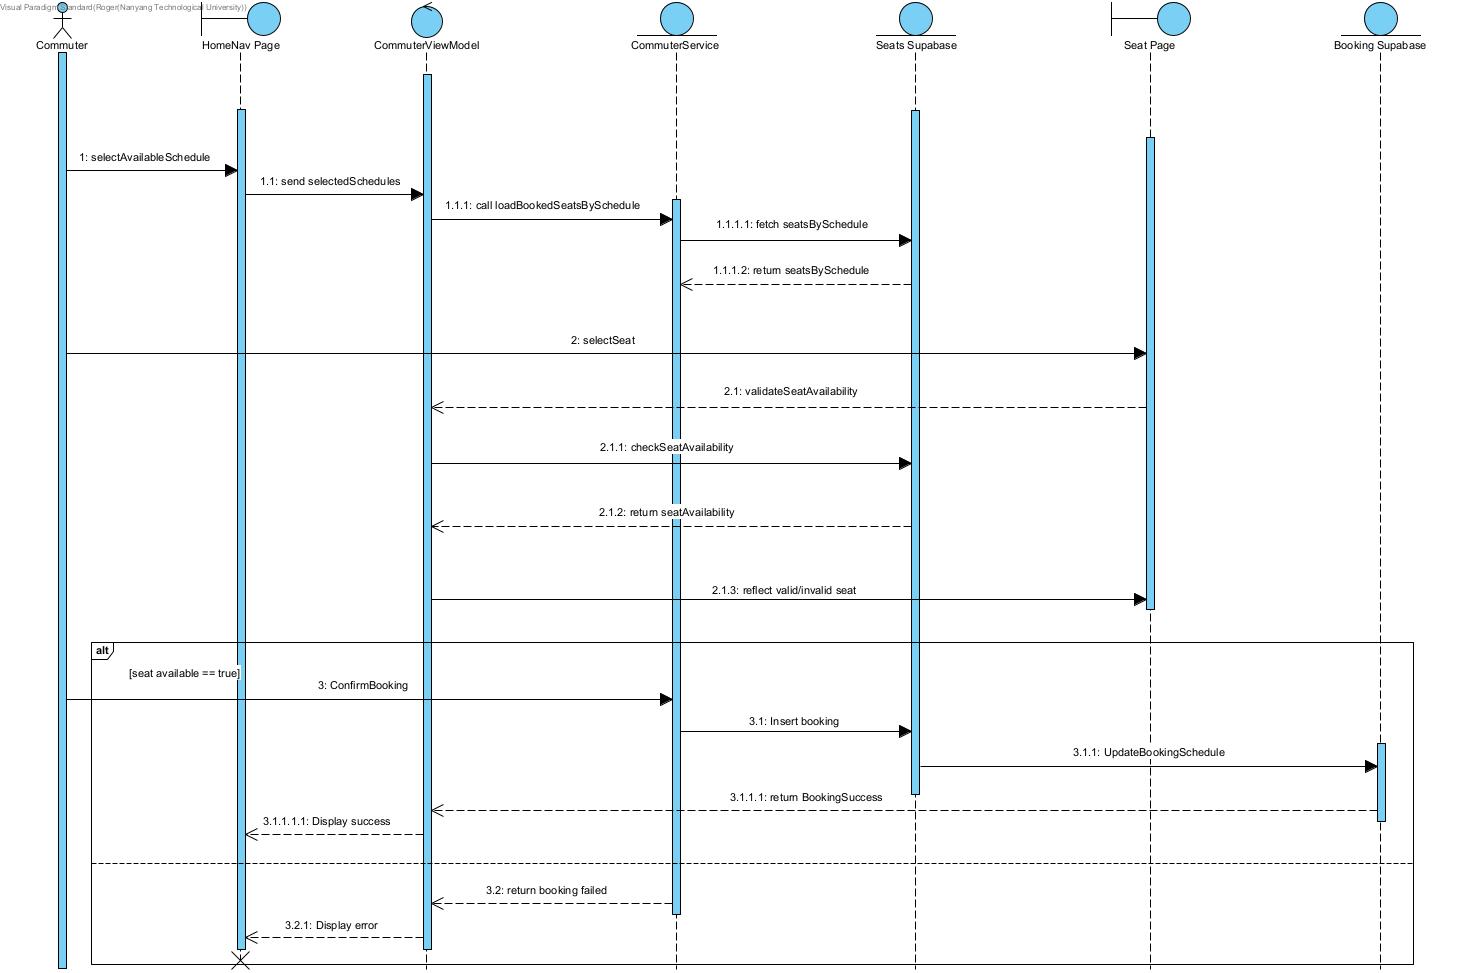 Visual Paradigm Standard(Roger(Nanyang Technological University))
Commuter
HomeNav Page
CommuterViewModel
CommuterService
Seats Supabase
Seat Page
Booking Supabase
1: selectAvailableSchedule
1.1: send selectedSchedules
1.1.1: call loadBookedSeatsBySchedule
1.1.1.1: fetch seatsBySchedule
1.1.1.2: return seatsBySchedule
2: selectSeat
2.1: validateSeatAvailability
2.1.1: checkSeatAvailability
2.1.2: return seatAvailability
2.1.3: reflect valid/invalid seat
alt
[seat available == true]
3: ConfirmBooking
3.1: Insert booking
3.1.1: UpdateBookingSchedule
3.1.1.1: return BookingSuccess
3.1.1.1.1: Display success
3.2: return booking failed
3.2.1: Display error